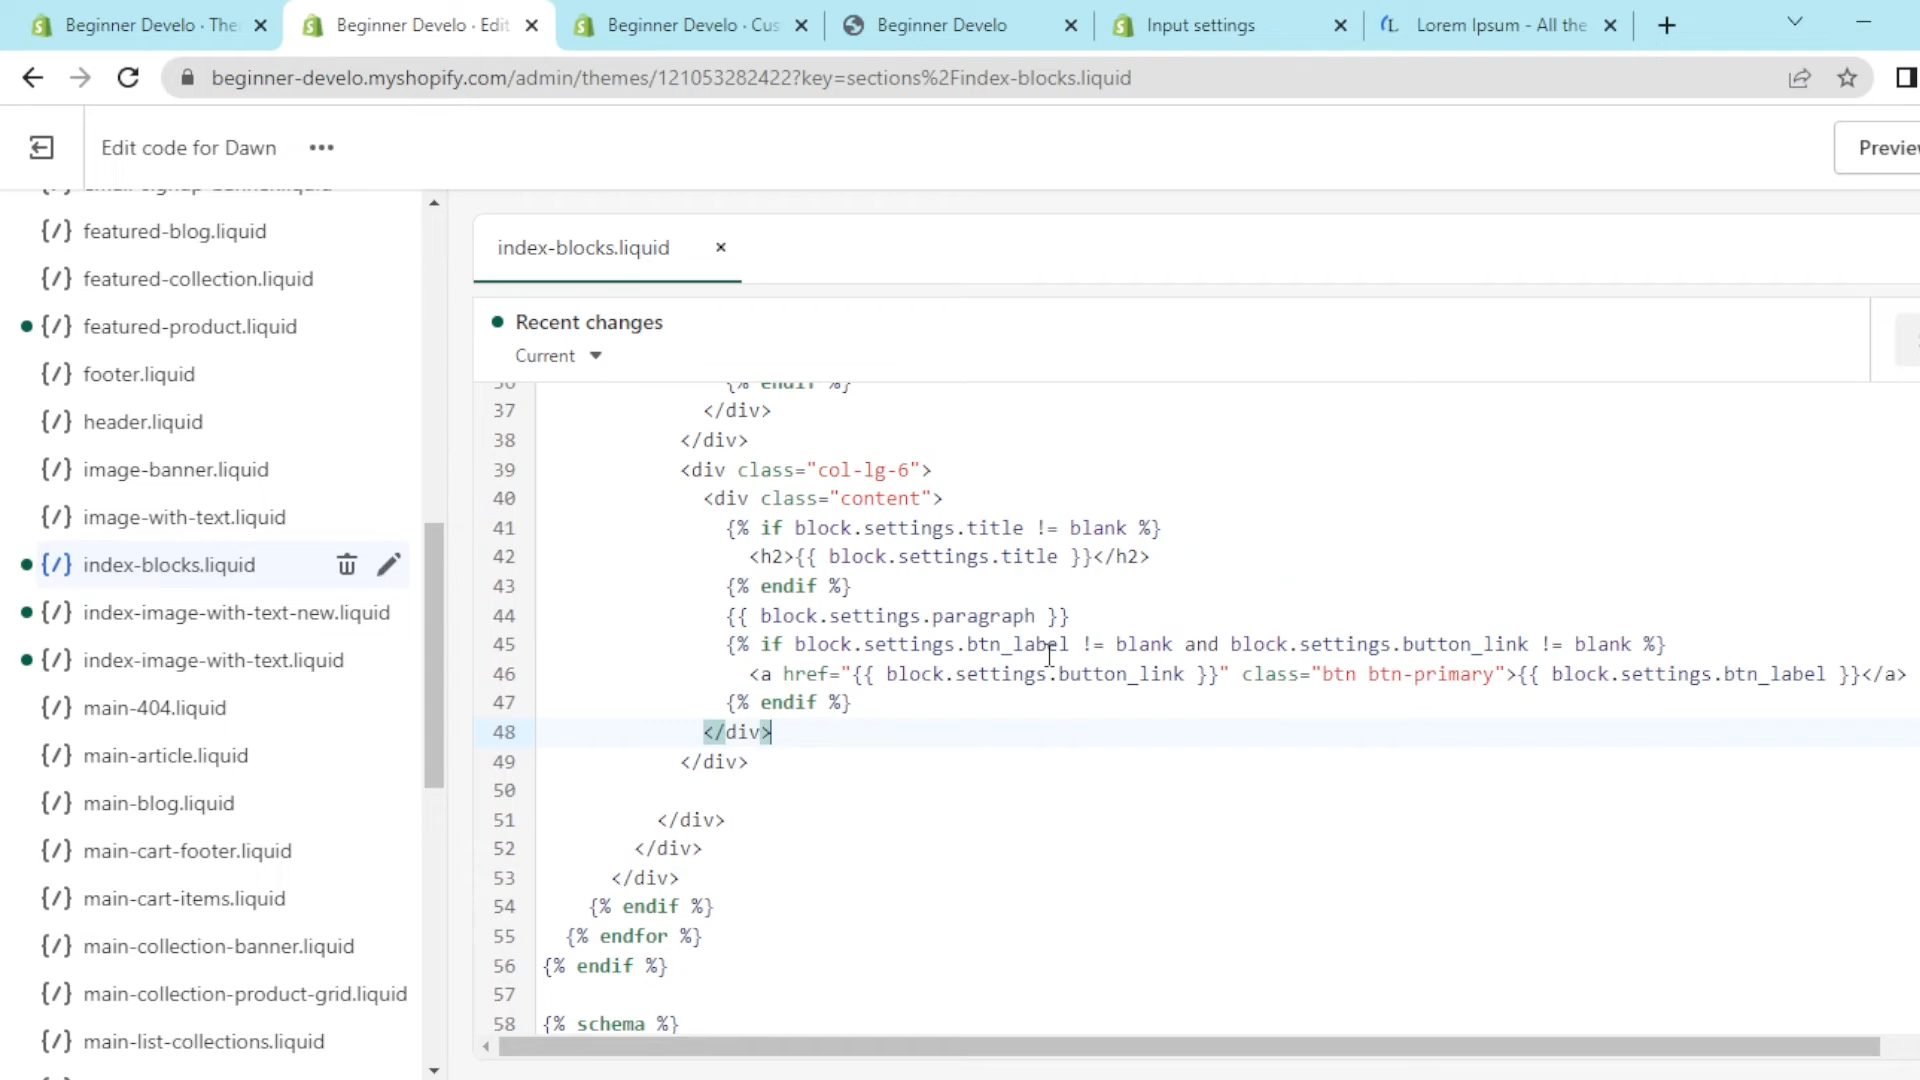 Beginner Develo · The
Beginner Develo · Edit
Beginner Develo · Cus
Beginner Develo
Input settings
Lorem Ipsum - All the
beginner-develo.myshopify.com/admin/themes/121053282422?key=sections%2Findex-blocks.liquid
Edit code for Dawn
Preview
featured-blog.liquid
featured-collection.liquid
featured-product.liquid
footer.liquid
header.liquid
image-banner.liquid
image-with-text.liquid
index-blocks.liquid
index-image-with-text-new.liquid
index-image-with-text.liquid
main-404.liquid
main-article.liquid
main-blog.liquid
main-cart-footer.liquid
main-cart-items.liquid
main-collection-banner.liquid
main-collection-product-grid.liquid
main-list-collections.liquid
index-blocks.liquid
Recent changes
Current
36 {% endif %}
37 </div>
38 </div>
39 <div class="col-lg-6">
40 <div class="content">
41 {% if block.settings.title != blank %}
42 <h2>{{ block.settings.title }}</h2>
43 {% endif %}
44 {{ block.settings.paragraph }}
45 {% if block.settings.btn_label != blank and block.settings.button_link != blank %}
46 <a href="{{ block.settings.button_link }}" class="btn btn-primary">{{ block.settings.btn_label }}</a>
47 {% endif %}
48 </div>
49 </div>
50
51 </div>
52 </div>
53 </div>
54 {% endif %}
55 {% endfor %}
56 {% endif %}
57
58 {% schema %}